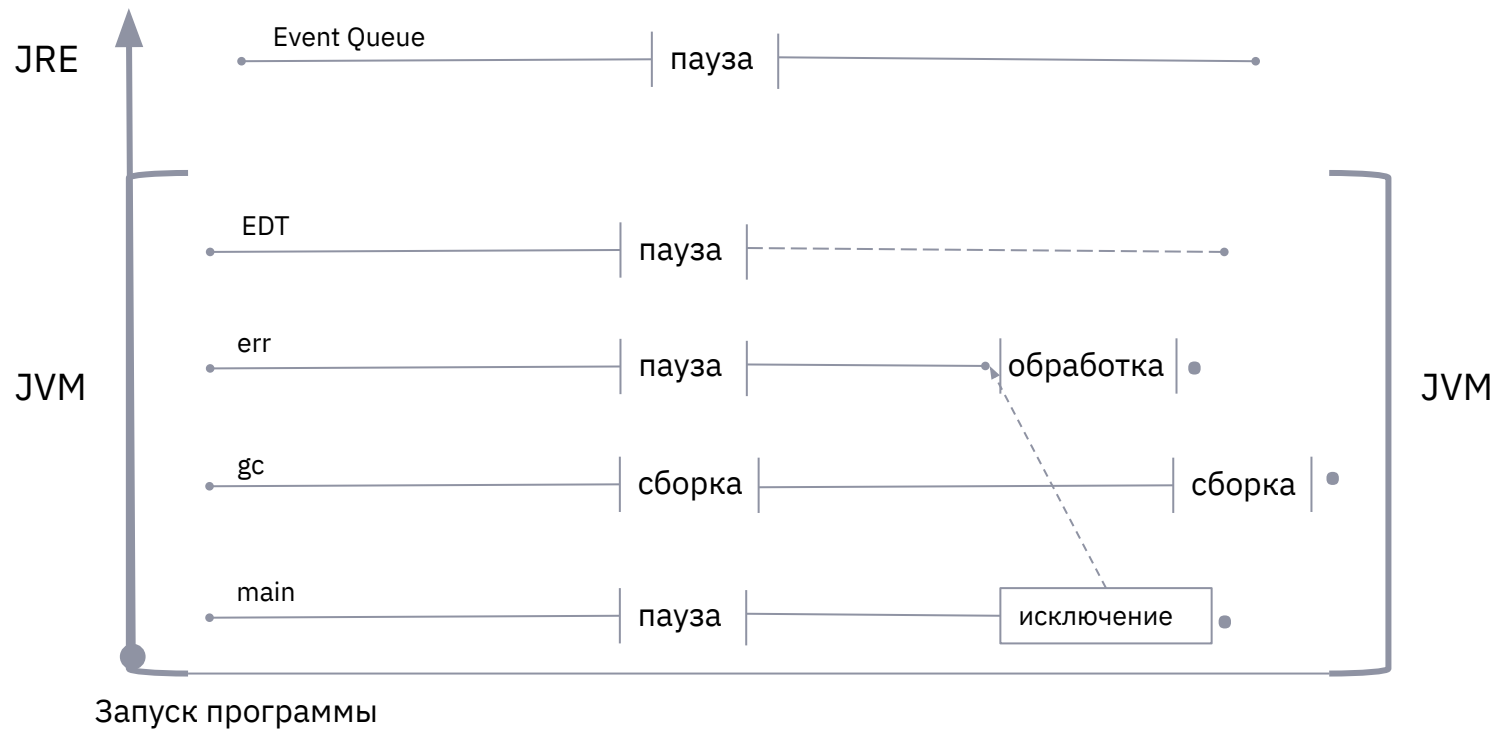 Event Queue
JRE
пауза
EDT
пауза
err
пауза
обработка
JVM
JVM
gc
сборка
сборка
main
пауза
исключение
Запуск программы